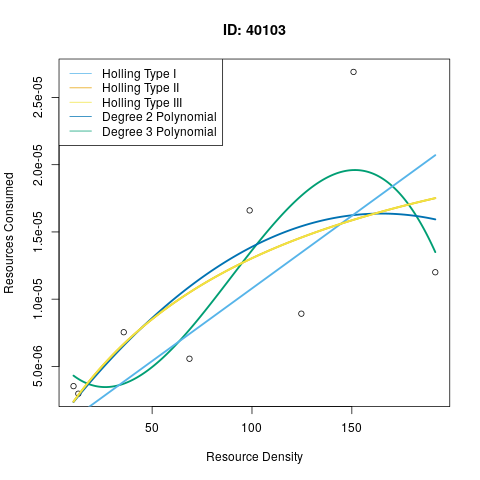 ID: 40103
Holling Type I
Holling Type II
Holling Type III
Degree 2 Polynomial
Degree 3 Polynomial
Resources Consumed
2.5e-05
2.0e-05
1.5e-05
1.0e-05
5.0e-06
50
100
150
Resource Density